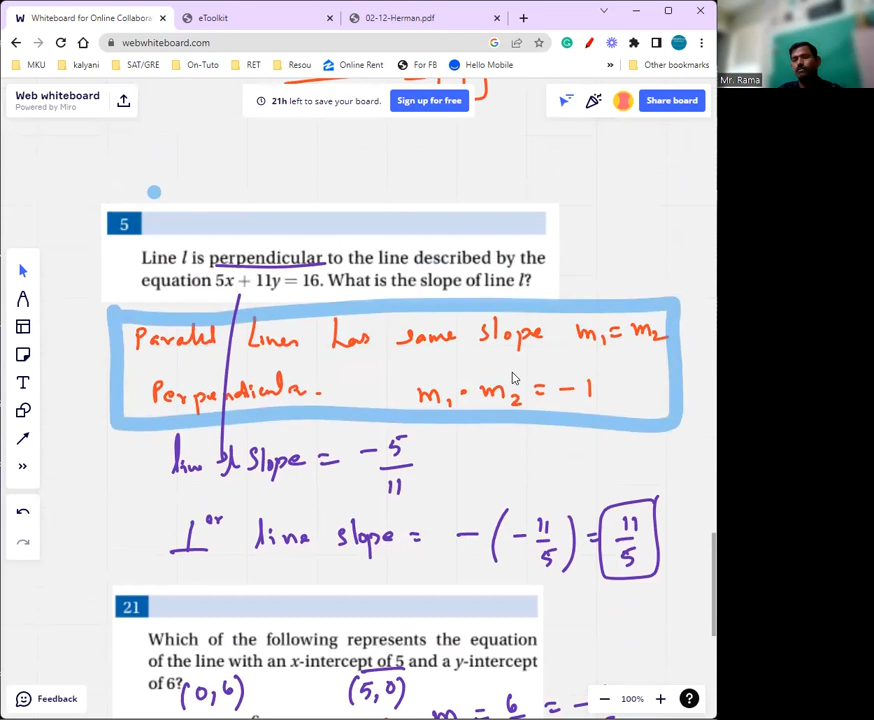 Whiteboard for Online Collabora
eToolkit
02-12-Herman.pdf
webwhiteboard.com
MKU
kalyani
SAT/GRE
On-Tuto
RET
Resou
Online Rent
For FB
Hello Mobile
Other bookmarks
Mr. Rama
Web whiteboard
Powered by Miro
21h left to save your board.
Sign up for free
Share board
5
Line l is perpendicular to the line described by the
equation 5x + 11y = 16. What is the slope of line l?
Parallel Lines has same slope m₁ = m₂
Perpendicular. m₁ · m₂ = -1
line Slope = -5/11
⊥ or line slope = -(-11/5) = 11/5
21
Which of the following represents the equation
of the line with an x-intercept of 5 and a y-intercept
of 6?
(0,6) (5,0)
m = 6 = -
Feedback
100%